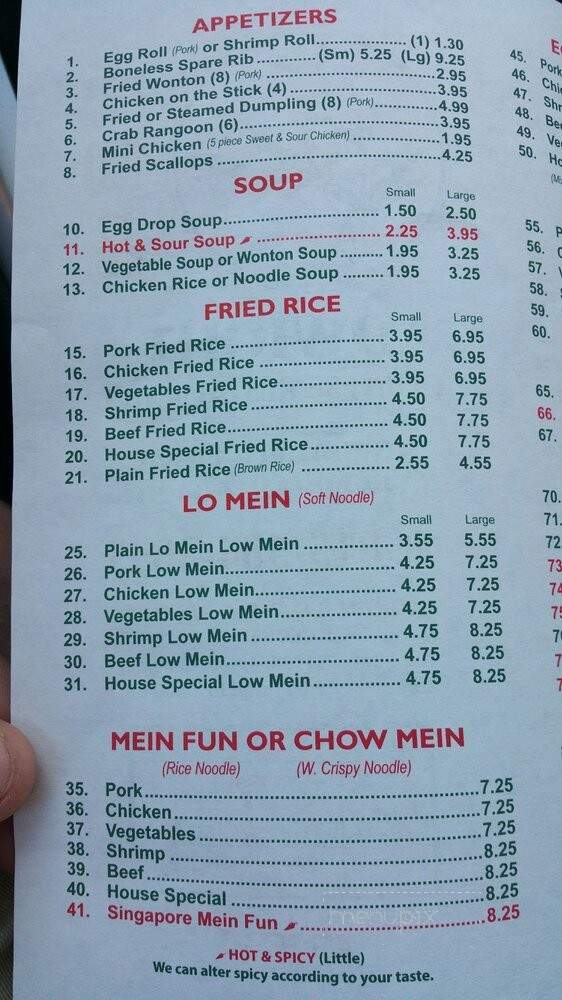 APPETIZERS
1. Egg Roll (Pork) or Shrimp Roll.................... (1) 1.30
2. Boneless Spare Rib ............ (Sm) 5.25 (Lg) 9.25
3. Fried Wonton (8) (Pork) ....................2.95
4. Chicken on the Stick (4)....................3.95
5. Fried or Steamed Dumpling (8) (Pork)....................4.99
6. Crab Rangoon (6)....................3.95
7. Mini Chicken (5 piece Sweet & Sour Chicken) ....................1.95
8. Fried Scallops ....................4.25
SOUP
Small Large
10. Egg Drop Soup.................... 1.50 2.50
11. Hot & Sour Soup .................... 2.25 3.95
12. Vegetable Soup or Wonton Soup .......... 1.95 3.25
13. Chicken Rice or Noodle Soup .......... 1.95 3.25
FRIED RICE
Small Large
15. Pork Fried Rice .................... 3.95 6.95
16. Chicken Fried Rice .................... 3.95 6.95
17. Vegetables Fried Rice.................... 3.95 6.95
18. Shrimp Fried Rice .................... 4.50 7.75
19. Beef Fried Rice.................... 4.50 7.75
20. House Special Fried Rice.................... 4.50 7.75
21. Plain Fried Rice (Brown Rice) .................... 2.55 4.55
LO MEIN (Soft Noodle)
Small Large
25. Plain Lo Mein Low Mein .................... 3.55 5.55
26. Pork Low Mein.................... 4.25 7.25
27. Chicken Low Mein.................... 4.25 7.25
28. Vegetables Low Mein.................... 4.25 7.25
29. Shrimp Low Mein .................... 4.75 8.25
30. Beef Low Mein.................... 4.75 8.25
31. House Special Low Mein.................... 4.75 8.25
MEIN FUN OR CHOW MEIN
(Rice Noodle) (W. Crispy Noodle)
35. Pork....................7.25
36. Chicken....................7.25
37. Vegetables ....................7.25
38. Shrimp ....................8.25
39. Beef....................8.25
40. House Special ....................8.25
41. Singapore Mein Fun ....................8.25
menupix
HOT & SPICY (Little)
We can alter spicy according to your taste.
45. Pork
46.
47.
48.
49.
50.
55.
56.
57.
58.
59.
60.
65.
66.
67.
70.
71.
72.